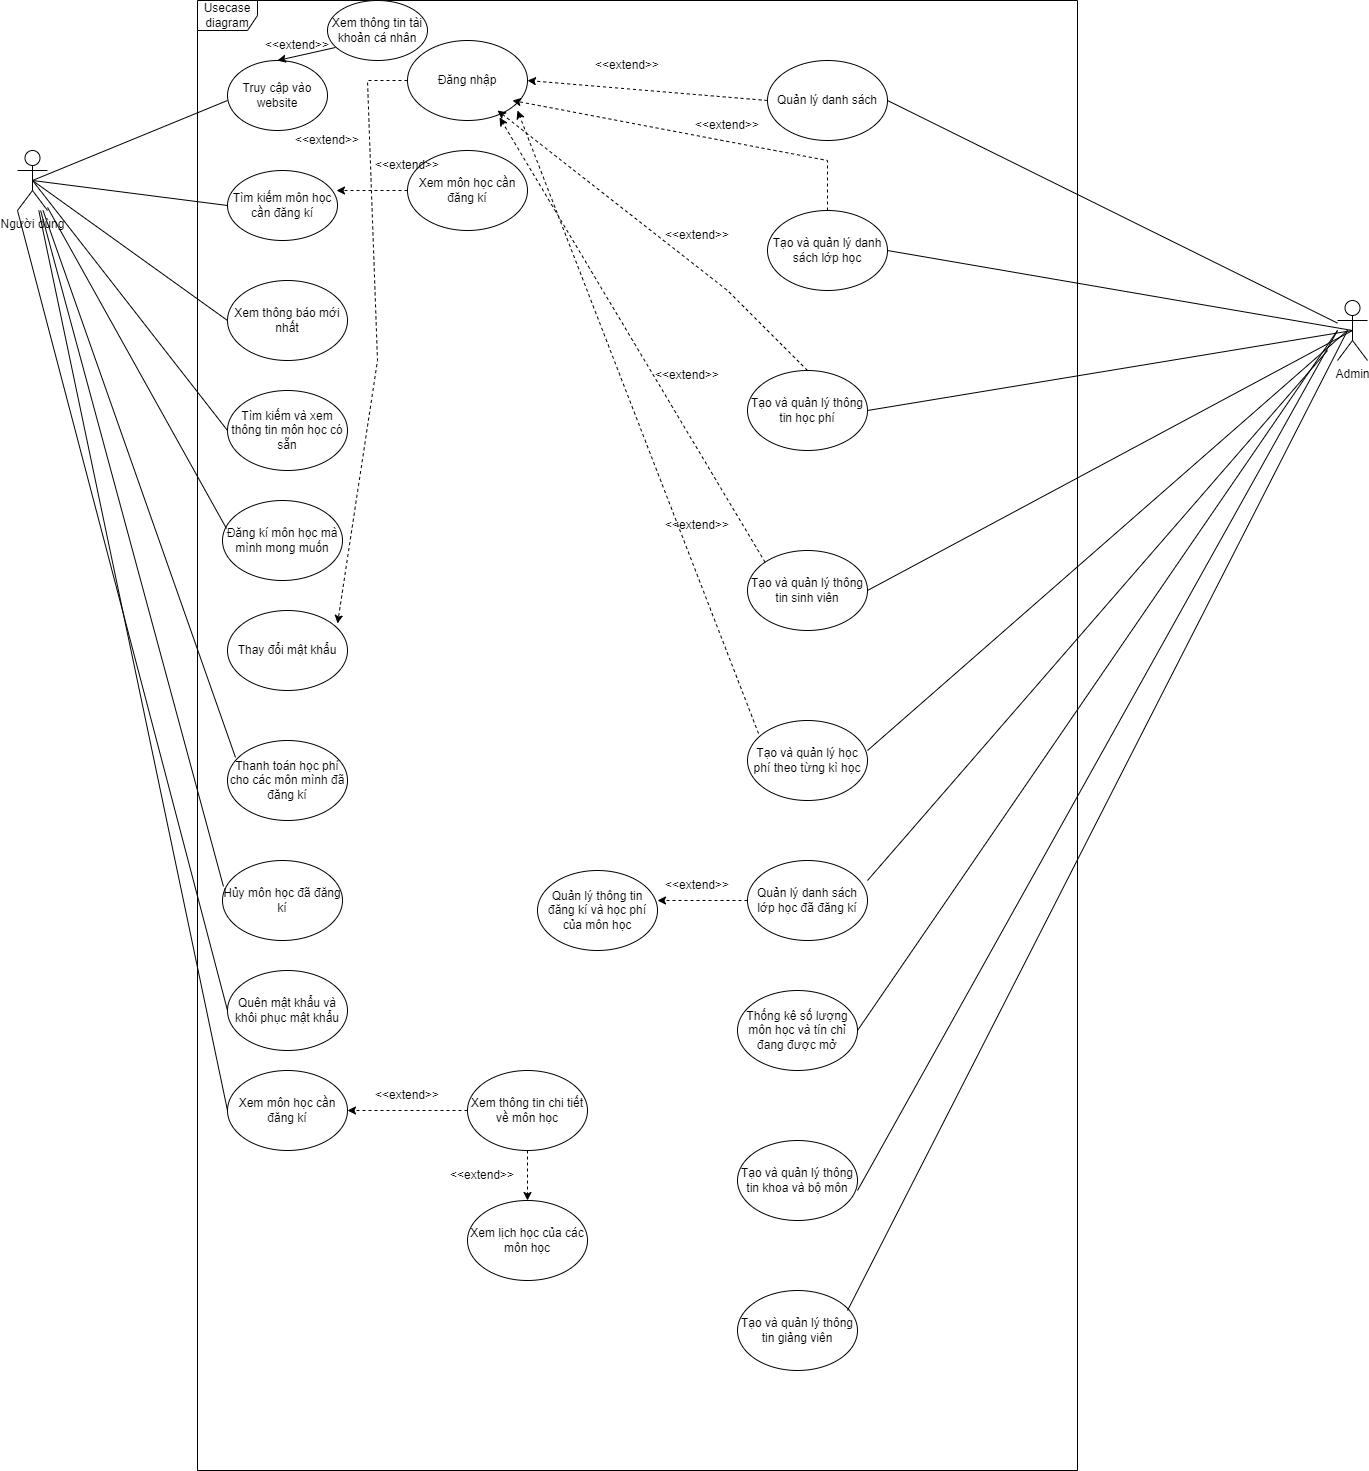 Usecase
diagram
Xem thông tin tài
khoản cá nhân
<<extend>>
Truy cập vào
website
Đăng nhập
<<extend>>
Quản lý danh sách
<<extend>>
<<extend>>
<<extend>>
Xem môn học cần
đăng kí
Tìm kiếm môn học
cần đăng kí
Người dùng
<<extend>>
Tạo và quản lý danh
sách lớp học
Xem thông báo mới
nhất
Admin
<<extend>>
Tạo và quản lý thông
tin học phí
Tìm kiếm và xem
thông tin môn học có
sẵn
<<extend>>
Đăng kí môn học mà
mình mong muốn
Tạo và quản lý thông
tin sinh viên
Thay đổi mật khẩu
Tạo và quản lý học
phí theo từng kì học
Thanh toán học phí
cho các môn mình đã
đăng kí
Hủy môn học đã đăng
kí
Quản lý thông tin
đăng kí và học phí
của môn học
<<extend>>
Quản lý danh sách
lớp học đã đăng kí
Quên mật khẩu và
khôi phục mật khẩu
Thống kê số lượng
môn học và tín chỉ
đang được mở
Xem môn học cần
đăng kí
<<extend>>
Xem thông tin chi tiết
về môn học
<<extend>>
Tạo và quản lý thông
tin khoa và bộ môn
Xem lịch học của các
môn học
Tạo và quản lý thông
tin giảng viên